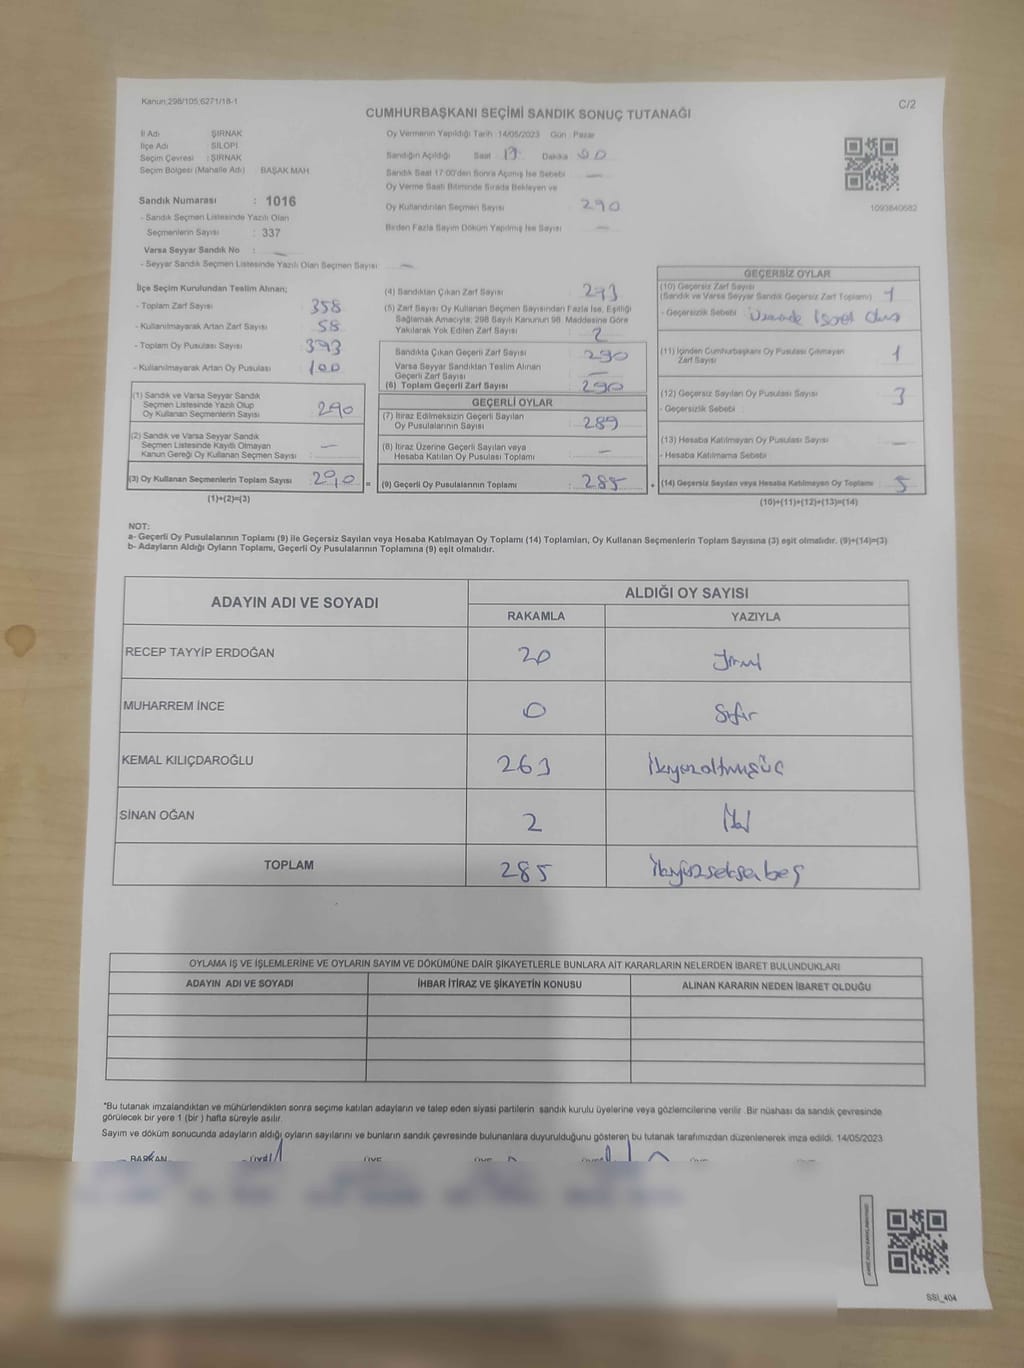 Kanun:298/105,6271/18-1
C/2
CUMHURBAŞKANI SEÇİMİ SANDIK SONUÇ TUTANAĞI
İl Adı ŞIRNAK
İlçe Adı SİLOPİ
Seçim Çevresi : ŞIRNAK
Seçim Bölgesi (Mahalle Adı) BAŞAK MAH
Sandık Numarası : 1016
- Sandık Seçmen Listesinde Yazılı Olan
Seçmenlerin Sayısı : 337
Varsa Seyyar Sandık No :
- Seyyar Sandık Seçmen Listesinde Yazılı Olan Seçmen Sayısı
Oy Vermenin Yapıldığı Tarih :14/05/2023 Gün : Pazar
Sandığın Açıldığı Saat Dakika
Sandık Saat 17:00'den Sonra Açımış İse Sebebi
Oy Verme Saati Bitiminde Sırada Bekleyen ve
Oy Kullandırılan Seçmen Sayısı 290
Birden Fazla Sayım Döküm Yapılmış İse Sayısı
1093840682
İlçe Seçim Kurulundan Teslim Alınan;
- Toplam Zarf Sayısı 358
- Kullanılmayarak Artan Zarf Sayısı 58
- Toplam Oy Pusulası Sayısı 393
- Kullanılmayarak Artan Oy Pusulası 100
(1) Sandık ve Varsa Seyyar Sandık
Seçmen Listesinde Yazılı Olup
Oy Kullanan Seçmenlerin Sayısı 290
(2) Sandık ve Varsa Seyyar Sandık
Seçmen Listesinde Kayıtlı Olmayan
Kanun Gereği Oy Kullanan Seçmen Sayısı
(3) Oy Kullanan Seçmenlerin Toplam Sayısı 290
(1)+(2)=(3)
(4) Sandıktan Çıkan Zarf Sayısı 293
(5) Zarf Sayısı Oy Kullanan Seçmen Sayısından Fazla İse, Eşitliği
Sağlamak Amacıyla; 298 Sayılı Kanunun 98. Maddesine Göre
Yakılarak Yok Edilen Zarf Sayısı 2
Sandıkta Çıkan Geçerli Zarf Sayısı 290
Varsa Seyyar Sandıktan Teslim Alınan
Geçerli Zarf Sayısı
(6) Toplam Geçerli Zarf Sayısı 290
GEÇERLİ OYLAR
(7) İtiraz Edilmeksizin Geçerli Sayılan
Oy Pusulalarının Sayısı 289
(8) İtiraz Üzerine Geçerli Sayılan veya
Hesaba Katılan Oy Pusulası Toplamı
(9) Geçerli Oy Pusulalarının Toplamı 285
GEÇERSİZ OYLAR
(10) Geçersiz Zarf Sayısı
(Sandık ve Varsa Seyyar Sandık Geçersiz Zarf Toplamı) 1
- Geçersizlik Sebebi : Üzerinde İşaret
(11) İçinden Cumhurbaşkanı Oy Pusulası Çıkmayan
Zarf Sayısı 1
(12) Geçersiz Sayılan Oy Pusulası Sayısı 3
- Geçersizlik Sebebi
(13) Hesaba Katılmayan Oy Pusulası Sayısı
- Hesaba Katılmama Sebebi
(14) Geçersiz Sayılan veya Hesaba Katılmayan Oy Toplamı 5
(10)+(11)+(12)+(13)=(14)
NOT:
a- Geçerli Oy Pusulalarının Toplamı (9) ile Geçersiz Sayılan veya Hesaba Katılmayan Oy Toplamı (14) Toplamları, Oy Kullanan Seçmenlerin Toplam Sayısına (3) eşit olmalıdır. (9)+(14)=(3)
b- Adayların Aldığı Oyların Toplamı, Geçerli Oy Pusulalarının Toplamına (9) eşit olmalıdır.
ADAYIN ADI VE SOYADI
ALDIĞI OY SAYISI
RAKAMLA YAZIYLA
RECEP TAYYİP ERDOĞAN 20 Yirmi
MUHARREM İNCE 0 Sıfır
KEMAL KILIÇDAROĞLU 263 İkiyüzaltmışüç
SİNAN OĞAN 2 İki
TOPLAM 285 İkiyüzseksenbeş
OYLAMA İŞ VE İŞLEMLERİNE VE OYLARIN SAYIM VE DÖKÜMÜNE DAİR ŞİKAYETLERLE BUNLARA AİT KARARLARIN NELERDEN İBARET BULUNDUKLARI
ADAYIN ADI VE SOYADI İHBAR İTİRAZ VE ŞİKAYETİN KONUSU ALINAN KARARIN NEDEN İBARET OLDUĞU
*Bu tutanak imzalandıktan ve mühürlendikten sonra seçime katılan adayların ve talep eden siyasi partilerin sandık kurulu üyelerine veya gözlemcilerine verilir. Bir nüshası da sandık çevresinde
görülecek bir yere 1 (bir ) hafta süreyle asılır.
Sayım ve döküm sonucunda adayların aldığı oyların sayılarını ve bunların sandık çevresinde bulunanlara duyurulduğunu gösteren bu tutanak tarafımızdan düzenlenerek imza edildi. 14/05/2023
BAŞKAN
SSİ_404